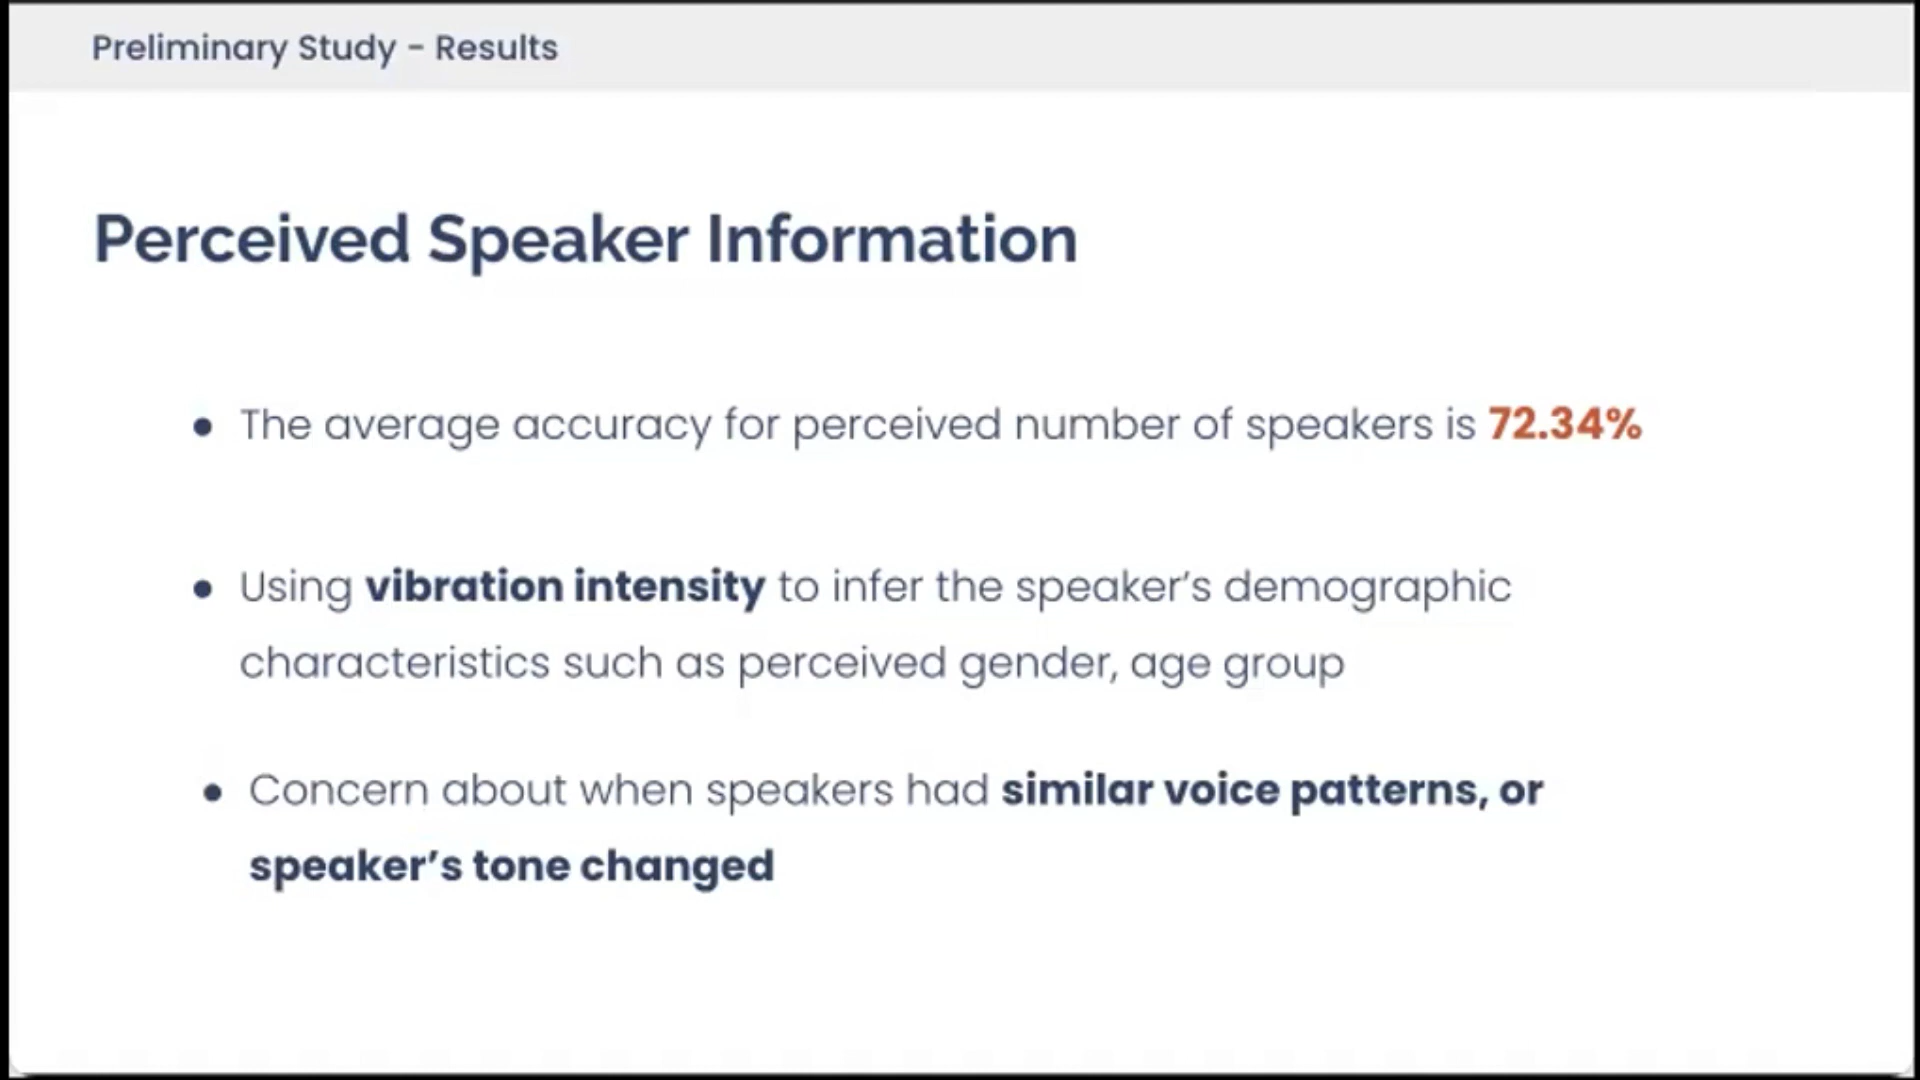 Preliminary Study - Results
Perceived Speaker Information
• The average accuracy for perceived number of speakers is 72.34%
• Using vibration intensity to infer the speaker's demographic
characteristics such as perceived gender, age group
• Concern about when speakers had similar voice patterns, or
speaker's tone changed